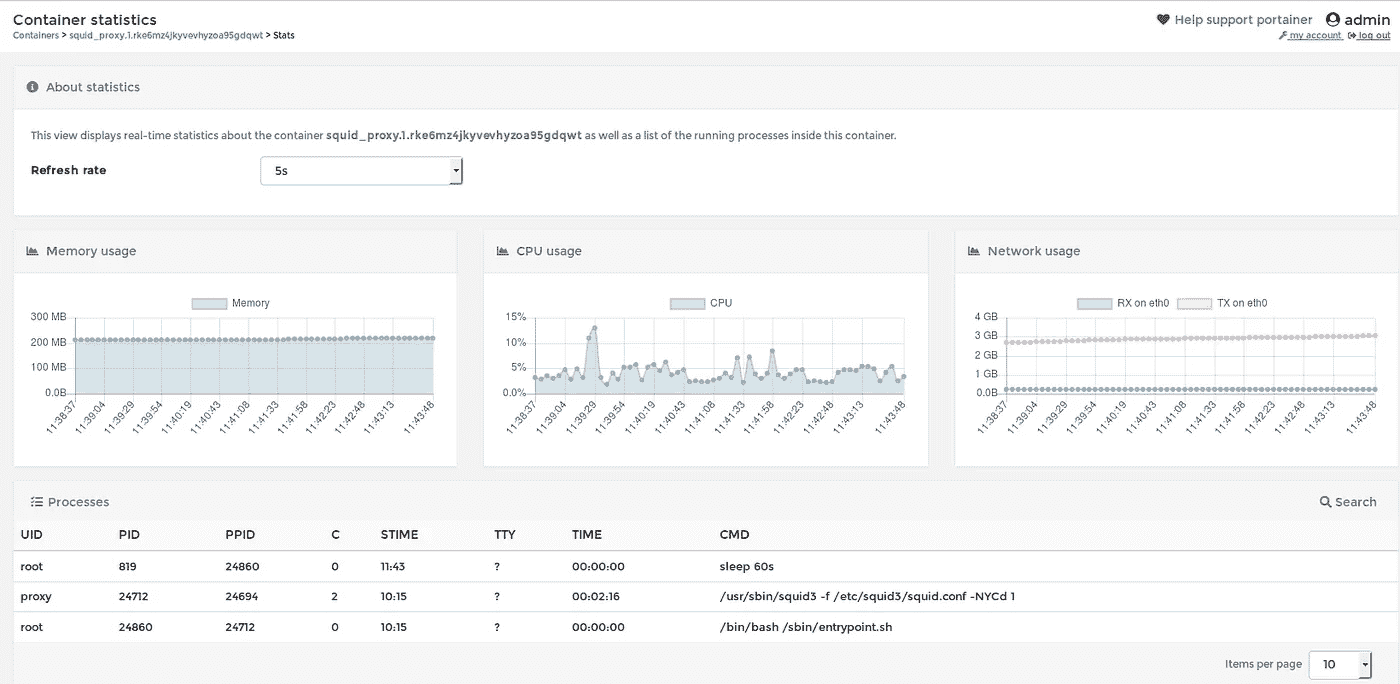 Container statistics
Help support portainer admin
Containers > squid_proxy.1.rke6mz4jkyvevhyzoa95gdqwt > Stats
my account log out
About statistics
This view displays real-time statistics about the container squid_proxy.1.rke6mz4jkyvevhyzoa95gdqwt as well as a list of the running processes inside this container.
Refresh rate 5s
Memory usage
Memory
300 MB
200 MB
100 MB
0.0B
11:38:37 11:39:04 11:39:29 11:39:54 11:40:19 11:40:43 11:41:08 11:41:33 11:41:58 11:42:23 11:42:48 11:43:13 11:43:48
CPU usage
CPU
15%
10%
5%
0.0%
11:38:37 11:39:04 11:39:29 11:39:54 11:40:19 11:40:43 11:41:08 11:41:33 11:41:58 11:42:23 11:42:48 11:43:13 11:43:48
Network usage
RX on eth0 TX on eth0
4 GB
3 GB
2 GB
1 GB
0.0B
11:38:37 11:39:04 11:39:29 11:39:54 11:40:19 11:40:43 11:41:08 11:41:33 11:41:58 11:42:23 11:42:48 11:43:13 11:43:48
Processes Search
UID PID PPID C STIME TTY TIME CMD
root 819 24860 0 11:43 ? 00:00:00 sleep 60s
proxy 24712 24694 2 10:15 ? 00:02:16 /usr/sbin/squid3 -f /etc/squid3/squid.conf -NYCd 1
root 24860 24712 0 10:15 ? 00:00:00 /bin/bash /sbin/entrypoint.sh
Items per page 10